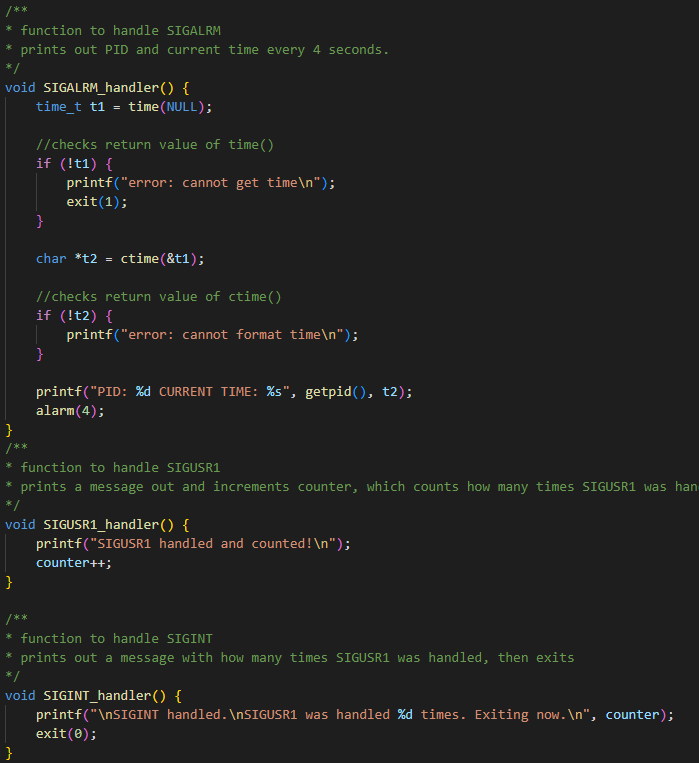 /**
* function to handle SIGALRM
* prints out PID and current time every 4 seconds.
*/
void SIGALRM_handler() {
    time_t t1 = time(NULL);

    //checks return value of time()
    if (!t1) {
        printf("error: cannot get time\n");
        exit(1);
    }

    char *t2 = ctime(&t1);

    //checks return value of ctime()
    if (!t2) {
        printf("error: cannot format time\n");
    }

    printf("PID: %d CURRENT TIME: %s", getpid(), t2);
    alarm(4);
}
/**
* function to handle SIGUSR1
* prints a message out and increments counter, which counts how many times SIGUSR1 was han
*/
void SIGUSR1_handler() {
    printf("SIGUSR1 handled and counted!\n");
    counter++;
}

/**
* function to handle SIGINT
* prints out a message with how many times SIGUSR1 was handled, then exits
*/
void SIGINT_handler() {
    printf("\nSIGINT handled.\nSIGUSR1 was handled %d times. Exiting now.\n", counter);
    exit(0);
}